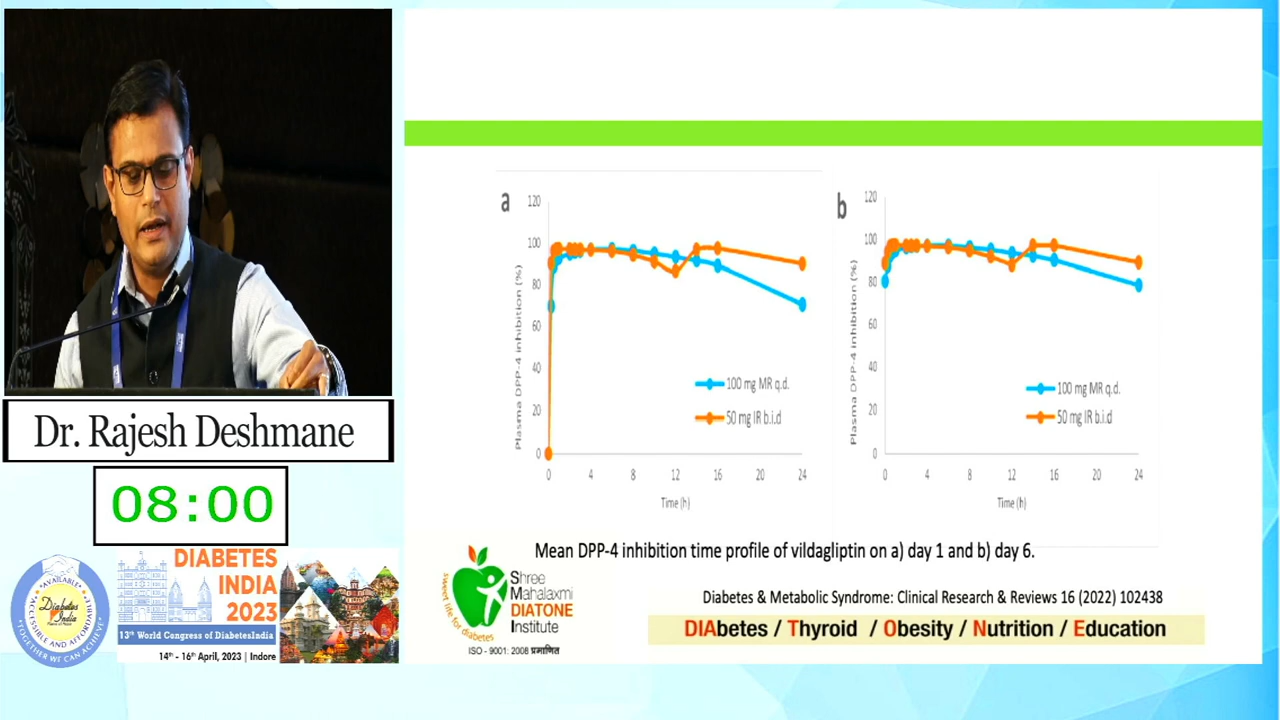 Dr. Rajesh Deshmane
08:00
AVAILABLE
ACCESSIBLE AND AFFORDABLE
Diabetes
India
"TOGETHER WE CAN ACHIEVE"
DIABETES
INDIA
2023
13th World Congress of DiabetesIndia
14th - 16th April, 2023 | Indore
a
120
100
80
60
40
20
0
Plasma DPP-4 inhibition (%)
100 mg MR q.d.
50 mg IR b.i.d
0 4 8 12 16 20 24
Time (h)
b
120
100
80
60
40
20
0
Plasma DPP-4 inhibition (%)
100 mg MR q.d.
50 mg IR b.i.d
0 4 8 12 16 20 24
Time (h)
Mean DPP-4 inhibition time profile of vildagliptin on a) day 1 and b) day 6.
sweet life for diabetes
Shree
Mahalaxmi
DIATONE
Institute
ISO - 9001: 2008 प्रमाणित
Diabetes & Metabolic Syndrome: Clinical Research & Reviews 16 (2022) 102438
DIAbetes / Thyroid / Obesity / Nutrition / Education